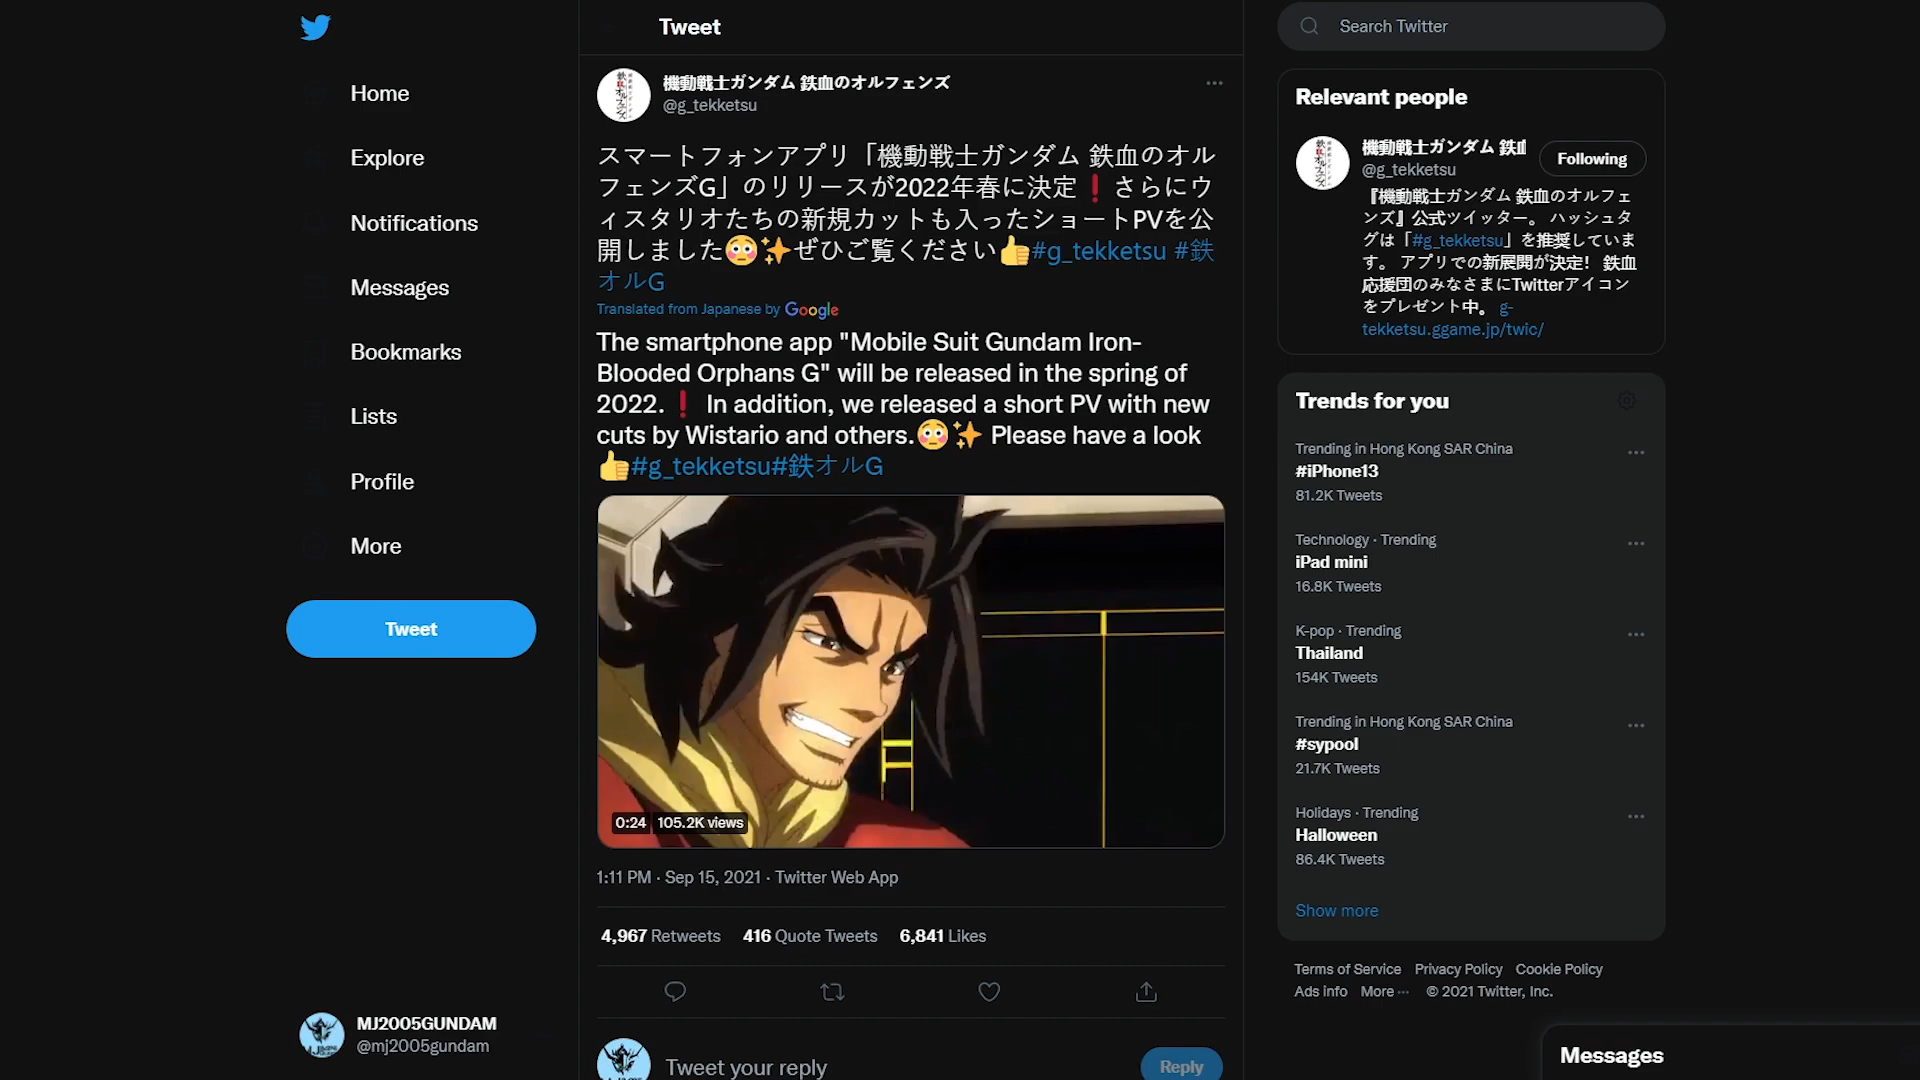 Home
Explore
Notifications
Messages
Bookmarks
Lists
Profile
More
Tweet
MJ2005GUNDAM
@mj2005gundam
Tweet
機動戦士ガンダム 鉄血のオルフェンズ
@g_tekketsu
スマートフォンアプリ「機動戦士ガンダム 鉄血のオル
フェンズG」のリリースが2022年春に決定❗さらにウ
ィスタリオたちの新規カットも入ったショートPVを公
開しました😳✨ぜひご覧ください👍#g_tekketsu #鉄
オルG
Translated from Japanese by Google
The smartphone app "Mobile Suit Gundam Iron-
Blooded Orphans G" will be released in the spring of
2022.❗ In addition, we released a short PV with new
cuts by Wistario and others.😳✨ Please have a look
👍#g_tekketsu#鉄オルG
0:24 105.2K views
1:11 PM · Sep 15, 2021 · Twitter Web App
4,967 Retweets 416 Quote Tweets 6,841 Likes
Tweet your reply
Reply
Search Twitter
Relevant people
機動戦士ガンダム 鉄血
@g_tekketsu
Following
『機動戦士ガンダム 鉄血のオルフェ
ンズ』公式ツイッター。 ハッシュタ
グは「#g_tekketsu」を推奨していま
す。 アプリでの新展開が決定！ 鉄血
応援団のみなさまにTwitterアイコン
をプレゼント中。 g-
tekketsu.ggame.jp/twic/
Trends for you
Trending in Hong Kong SAR China
#iPhone13
81.2K Tweets
Technology · Trending
iPad mini
16.8K Tweets
K-pop · Trending
Thailand
154K Tweets
Trending in Hong Kong SAR China
#sypool
21.7K Tweets
Holidays · Trending
Halloween
86.4K Tweets
Show more
Terms of Service Privacy Policy Cookie Policy
Ads info More ··· © 2021 Twitter, Inc.
Messages